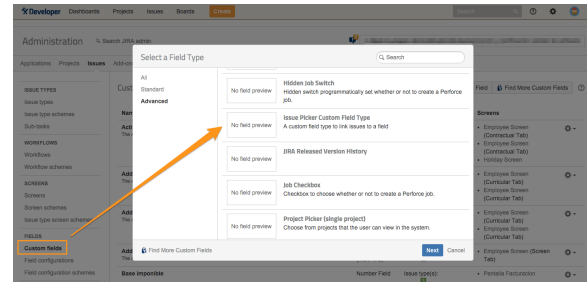 Developer Dashboards Projects Issues Boards Create Search
Administration Search JIRA admin
Applications Projects Issues Add-ons
Select a Field Type
Search
All
Standard
Advanced
Hidden Job Switch
No field preview
Hidden switch programmatically set whether or not to create a Perforce
job.
Issue Picker Custom Field Type
No field preview
A custom field type to link issues to a field
JIRA Released Version History
No field preview
Job Checkbox
No field preview
Checkbox to choose whether or not to create a Perforce job.
Project Picker (single project)
No field preview
Choose from projects that the user can view in the system.
Find More Custom Fields
Next Cancel
ISSUE TYPES
Issue types
Issue type schemes
Sub-tasks
WORKFLOWS
Workflows
Workflow schemes
SCREENS
Screens
Screen schemes
Issue type screen schemes
FIELDS
Custom fields
Field configurations
Field configuration schemes
Field Find More Custom Fields
Screens
Employee Screen
(Contractual Tab)
Employee Screen
(Contractual Tab)
Holiday Screen
Employee Screen
(Curricular Tab)
Employee Screen
(Curricular Tab)
Employee Screen
(Curricular Tab)
Employee Screen
(Curricular Tab)
Employee Screen (Screen
Tab)
Base imponible Number Field Issue type(s):
Pantalla Facturacion